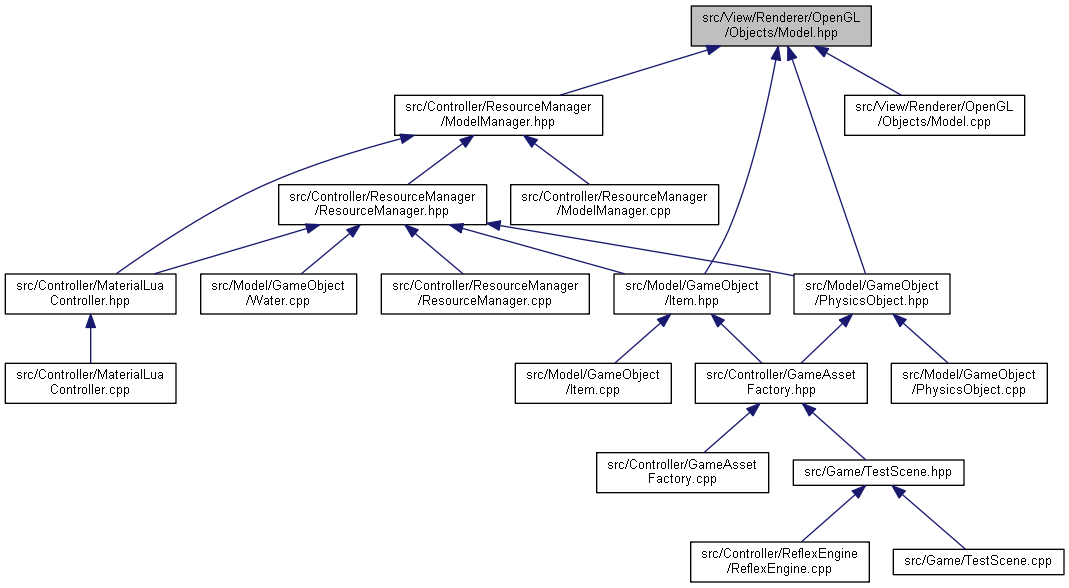 src/View/Renderer/OpenGL
/Objects/Model.hpp
src/Controller/ResourceManager
/ModelManager.hpp
src/View/Renderer/OpenGL
/Objects/Model.cpp
src/Controller/ResourceManager
/ResourceManager.hpp
src/Controller/ResourceManager
/ModelManager.cpp
src/Controller/MaterialLua
Controller.hpp
src/Model/GameObject
/Water.cpp
src/Controller/ResourceManager
/ResourceManager.cpp
src/Model/GameObject
/Item.hpp
src/Model/GameObject
/PhysicsObject.hpp
src/Controller/MaterialLua
Controller.cpp
src/Model/GameObject
/Item.cpp
src/Controller/GameAsset
Factory.hpp
src/Model/GameObject
/PhysicsObject.cpp
src/Controller/GameAsset
Factory.cpp
src/Game/TestScene.hpp
src/Controller/ReflexEngine
/ReflexEngine.cpp
src/Game/TestScene.cpp